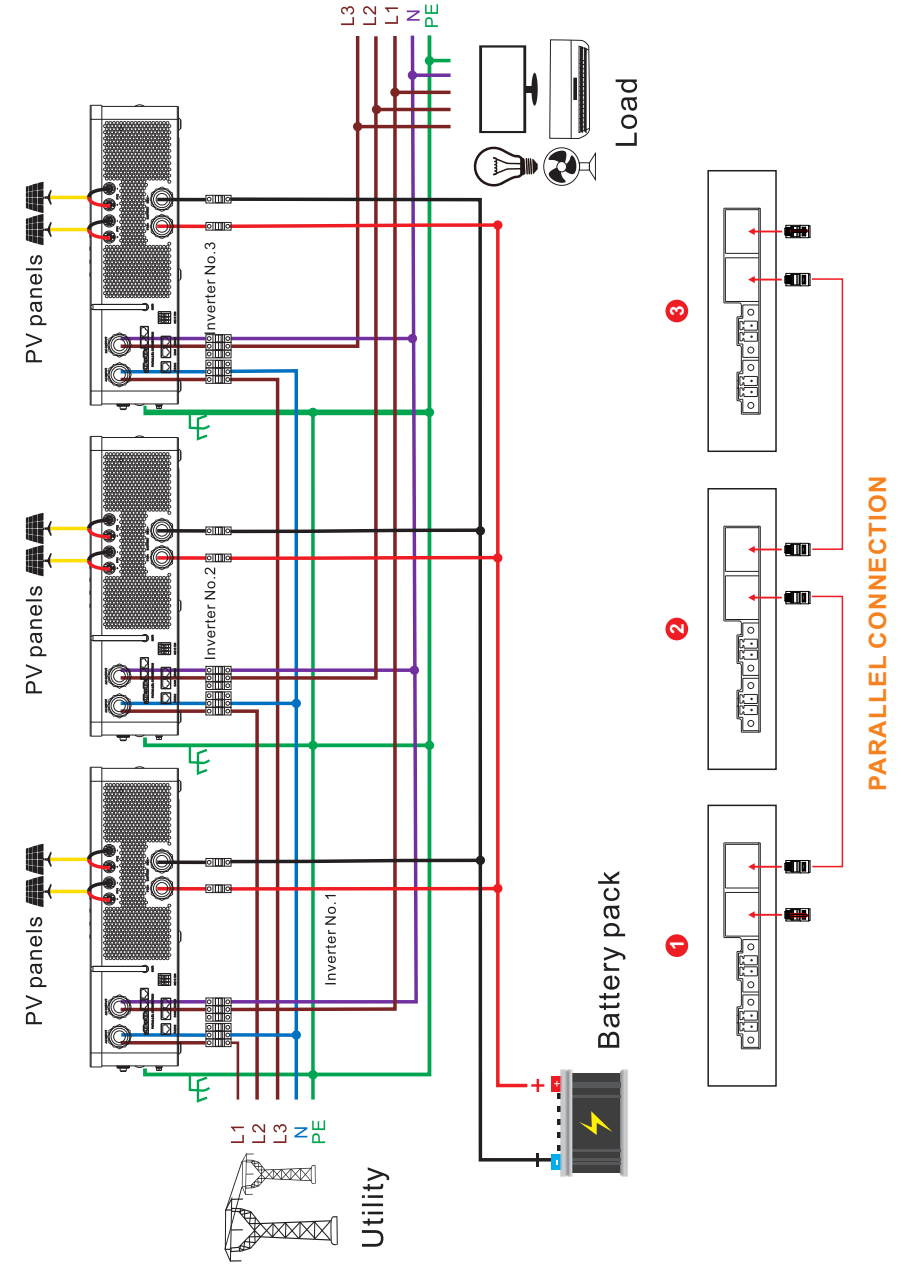 PV panels
PV panels
PV panels
Inverter No.1
Inverter No.2
Inverter No.3
L3
L2
L1
N
PE
Load
L1
L2
L3
N
PE
Utility
+
Battery pack
1
2
3
PARALLEL CONNECTION